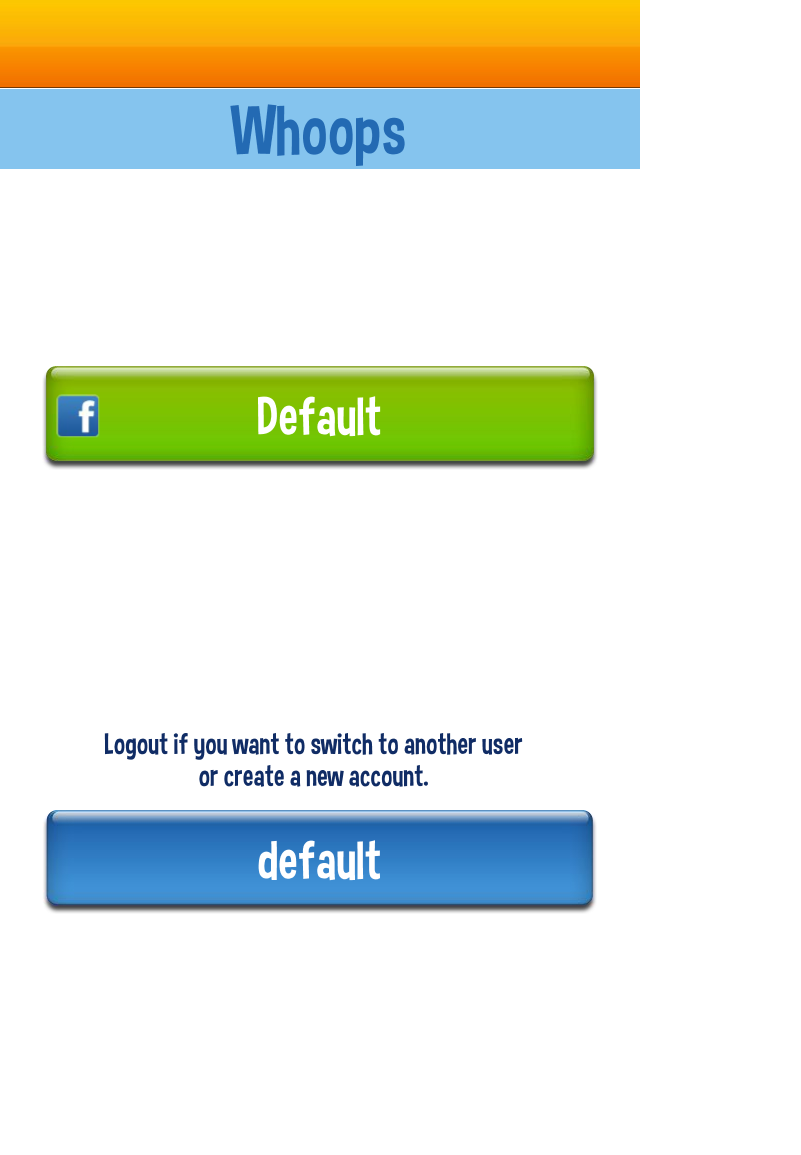 Whoops
Default
Logout if you want to switch to another user
or create a new account.
default